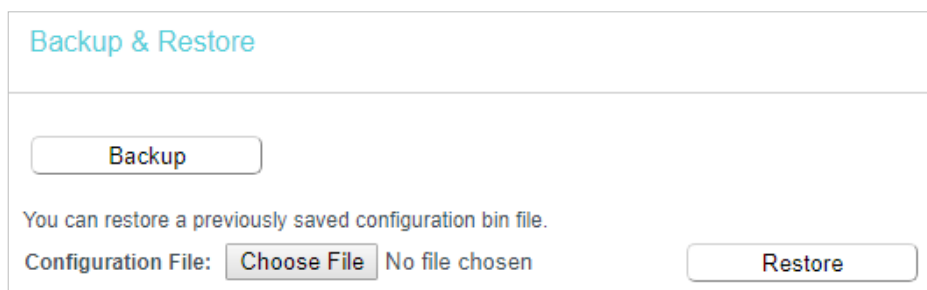 Backup & Restore
Backup
You can restore a previously saved configuration bin file.
Configuration File: Choose File No file chosen Restore